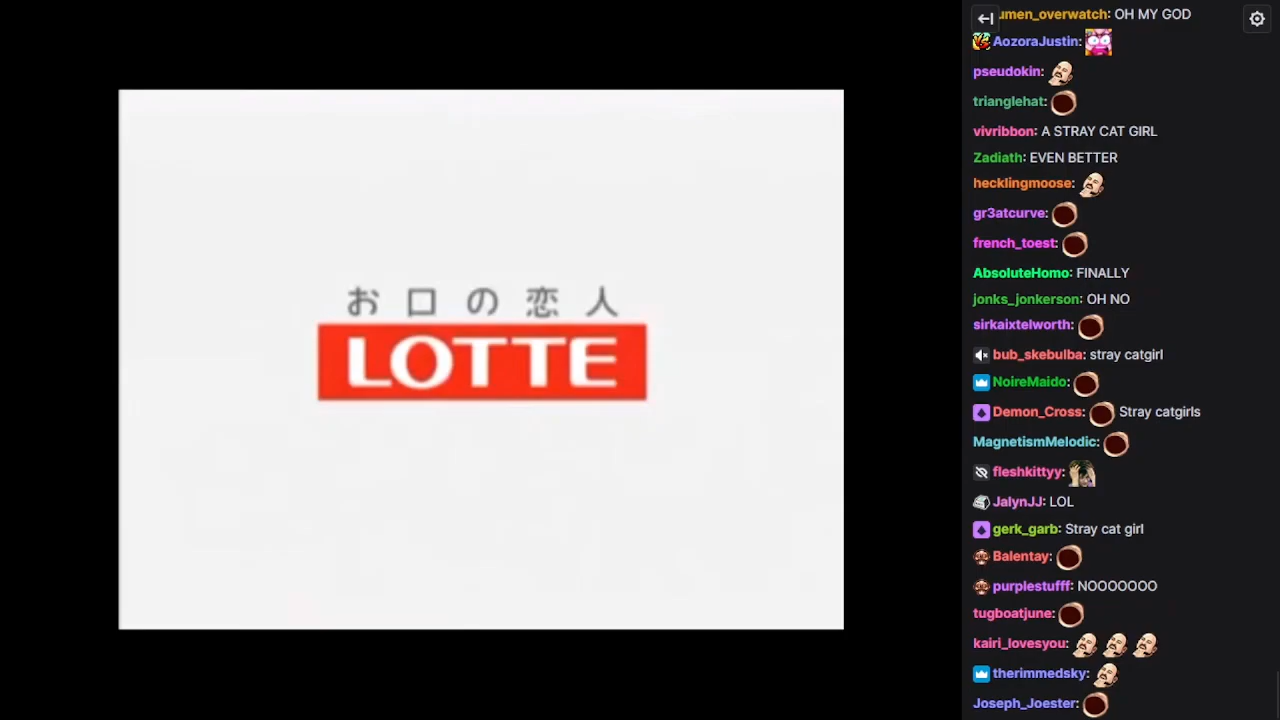 お口の恋人
LOTTE
umen_overwatch: OH MY GOD
AozoraJustin:
pseudokin:
trianglehat:
vivribbon: A STRAY CAT GIRL
Zadiath: EVEN BETTER
hecklingmoose:
gr3atcurve:
french_toest:
AbsoluteHomo: FINALLY
jonks_jonkerson: OH NO
sirkaixtelworth:
bub_skebulba: stray catgirl
NoireMaido:
Demon_Cross: Stray catgirls
MagnetismMelodic:
fleshkittyy:
JalynJJ: LOL
gerk_garb: Stray cat girl
Balentay:
purplestufff: NOOOOOOO
tugboatjune:
kairi_lovesyou:
therimmedsky:
Joseph_Joester: